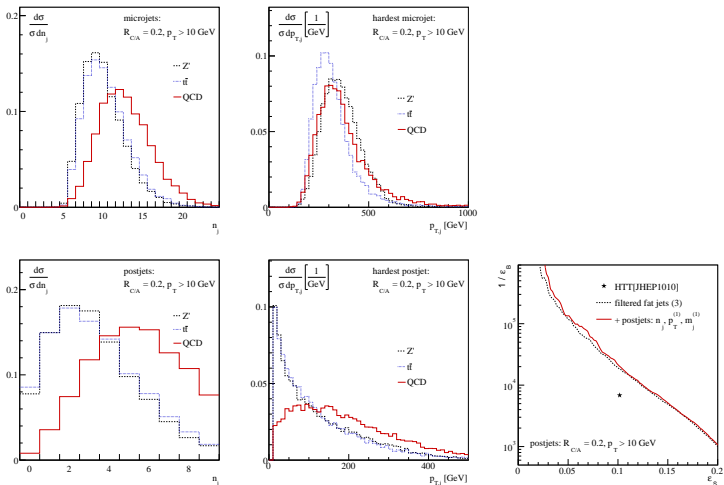 dσ
σ dn_j
microjets:
R_C/A = 0.2, p_T > 10 GeV
Z'
tt̄
QCD
0.2
0.1
0
0 5 10 15 20
n_j
dσ
σ dp_T,j
[1/GeV]
hardest microjet:
R_C/A = 0.2, p_T > 10 GeV
Z'
tt̄
QCD
0.1
0.05
0
0 500 1000
p_T,j [GeV]
dσ
σ dn_j
postjets:
R_C/A = 0.2, p_T > 10 GeV
Z'
tt̄
QCD
0.2
0.1
0
0 2 4 6 8
n_j
dσ
σ dp_T,j
[1/GeV]
hardest postjet:
R_C/A = 0.2, p_T > 10 GeV
Z'
tt̄
QCD
0.1
0.05
0
0 200 400
p_T,j [GeV]
1 / ε_B
HTT[JHEP1010]
filtered fat jets (3)
+ postjets: n_j, p_T^(1), m_j^(1)
10^5
10^4
10^3
postjets: R_C/A = 0.2, p_T > 10 GeV
0 0.05 0.1 0.15 0.2
ε_S